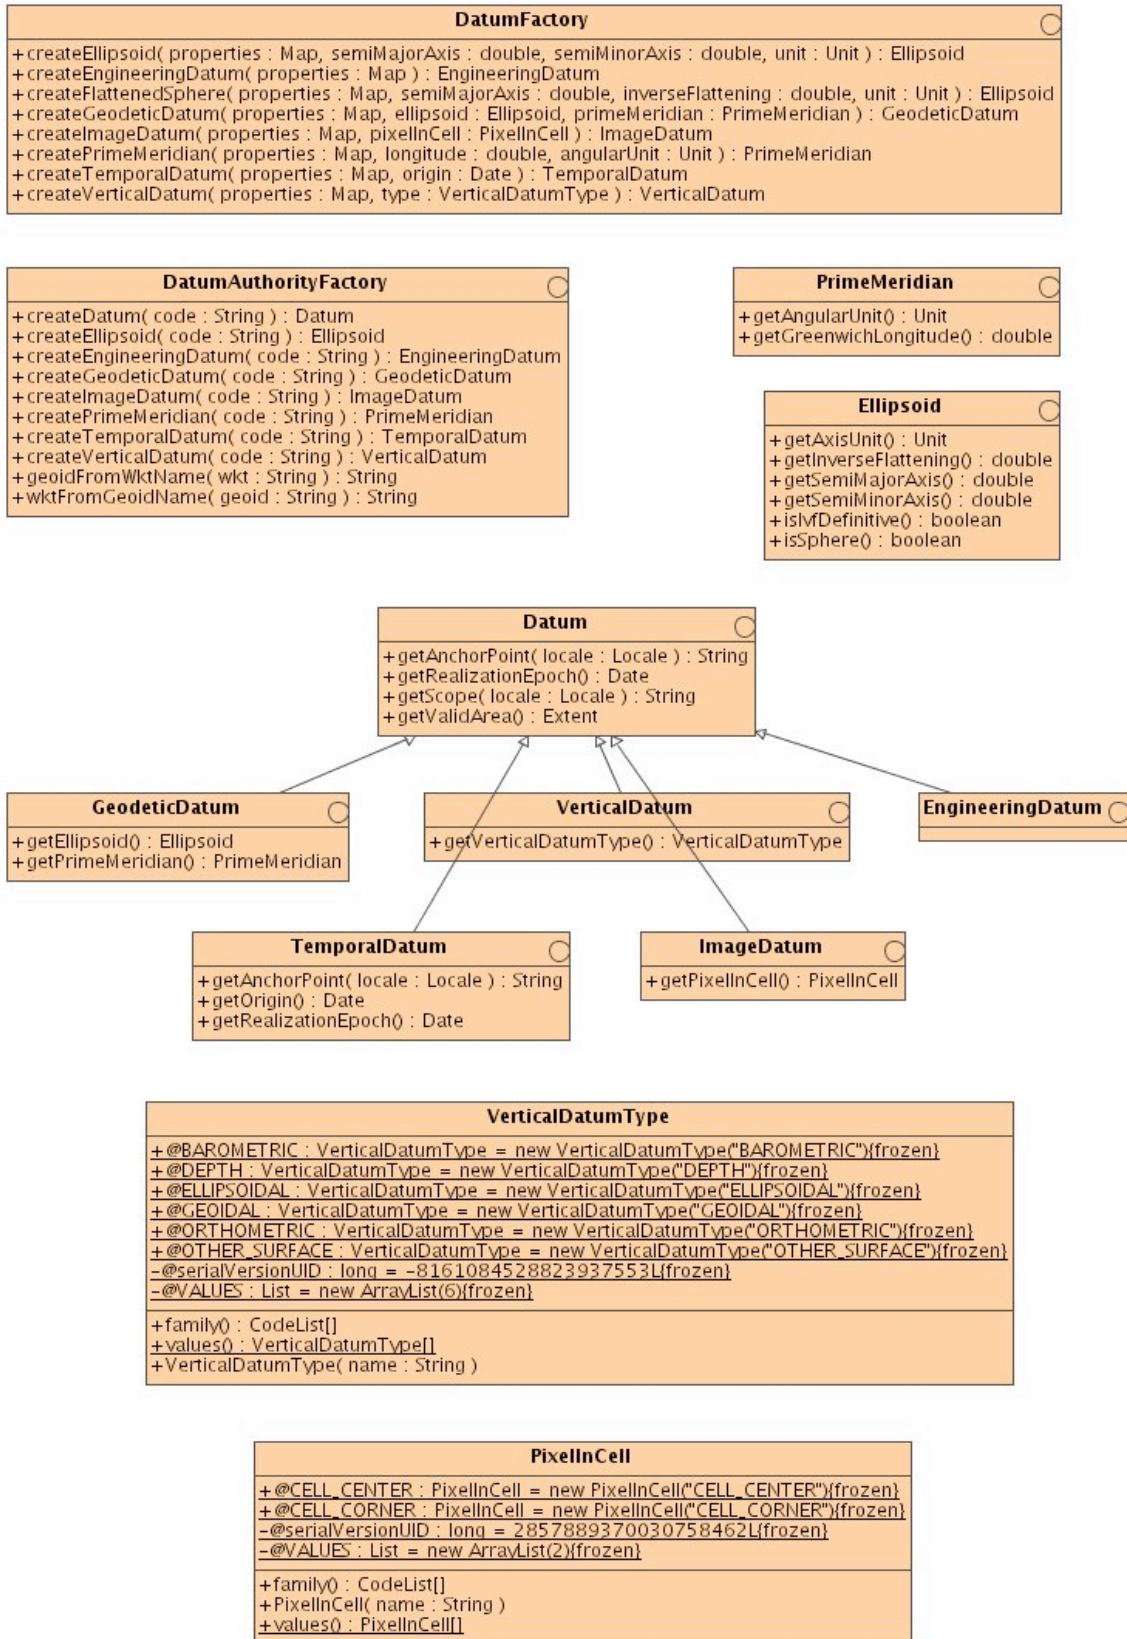 DatumFactory
+createEllipsoid( properties : Map, semiMajorAxis : double, semiMinorAxis : double, unit : Unit ) : Ellipsoid
+createEngineeringDatum( properties : Map ) : EngineeringDatum
+createFlattenedSphere( properties : Map, semiMajorAxis : double, inverseFlattening : double, unit : Unit ) : Ellipsoid
+createGeodeticDatum( properties : Map, ellipsoid : Ellipsoid, primeMeridian : PrimeMeridian ) : GeodeticDatum
+createImageDatum( properties : Map, pixelInCell : PixelInCell ) : ImageDatum
+createPrimeMeridian( properties : Map, longitude : double, angularUnit : Unit ) : PrimeMeridian
+createTemporalDatum( properties : Map, origin : Date ) : TemporalDatum
+createVerticalDatum( properties : Map, type : VerticalDatumType ) : VerticalDatum
DatumAuthorityFactory
+createDatum( code : String ) : Datum
+createEllipsoid( code : String ) : Ellipsoid
+createEngineeringDatum( code : String ) : EngineeringDatum
+createGeodeticDatum( code : String ) : GeodeticDatum
+createImageDatum( code : String ) : ImageDatum
+createPrimeMeridian( code : String ) : PrimeMeridian
+createTemporalDatum( code : String ) : TemporalDatum
+createVerticalDatum( code : String ) : VerticalDatum
+geoidFromWktName( wkt : String ) : String
+wktFromGeoidName( geoid : String ) : String
PrimeMeridian
+getAngularUnit() : Unit
+getGreenwichLongitude() : double
Ellipsoid
+getAxisUnit() : Unit
+getInverseFlattening() : double
+getSemiMajorAxis() : double
+getSemiMinorAxis() : double
+isIvfDefinitive() : boolean
+isSphere() : boolean
Datum
+getAnchorPoint( locale : Locale ) : String
+getRealizationEpoch() : Date
+getScope( locale : Locale ) : String
+getValidArea() : Extent
GeodeticDatum
+getEllipsoid() : Ellipsoid
+getPrimeMeridian() : PrimeMeridian
VerticalDatum
+getVerticalDatumType() : VerticalDatumType
EngineeringDatum
TemporalDatum
+getAnchorPoint( locale : Locale ) : String
+getOrigin() : Date
+getRealizationEpoch() : Date
ImageDatum
+getPixelInCell() : PixelInCell
VerticalDatumType
+@BAROMETRIC : VerticalDatumType = new VerticalDatumType("BAROMETRIC"){frozen}
+@DEPTH : VerticalDatumType = new VerticalDatumType("DEPTH"){frozen}
+@ELLIPSOIDAL : VerticalDatumType = new VerticalDatumType("ELLIPSOIDAL"){frozen}
+@GEOIDAL : VerticalDatumType = new VerticalDatumType("GEOIDAL"){frozen}
+@ORTHOMETRIC : VerticalDatumType = new VerticalDatumType("ORTHOMETRIC"){frozen}
+@OTHER_SURFACE : VerticalDatumType = new VerticalDatumType("OTHER_SURFACE"){frozen}
-@serialVersionUID : long = -8161084528823937553L{frozen}
-@VALUES : List = new ArrayList(6){frozen}
+family() : CodeList[]
+values() : VerticalDatumType[]
+VerticalDatumType( name : String )
PixelInCell
+@CELL_CENTER : PixelInCell = new PixelInCell("CELL_CENTER"){frozen}
+@CELL_CORNER : PixelInCell = new PixelInCell("CELL_CORNER"){frozen}
-@serialVersionUID : long = 2857889370030758462L{frozen}
-@VALUES : List = new ArrayList(2){frozen}
+family() : CodeList[]
+PixelInCell( name : String )
+values() : PixelInCell[]